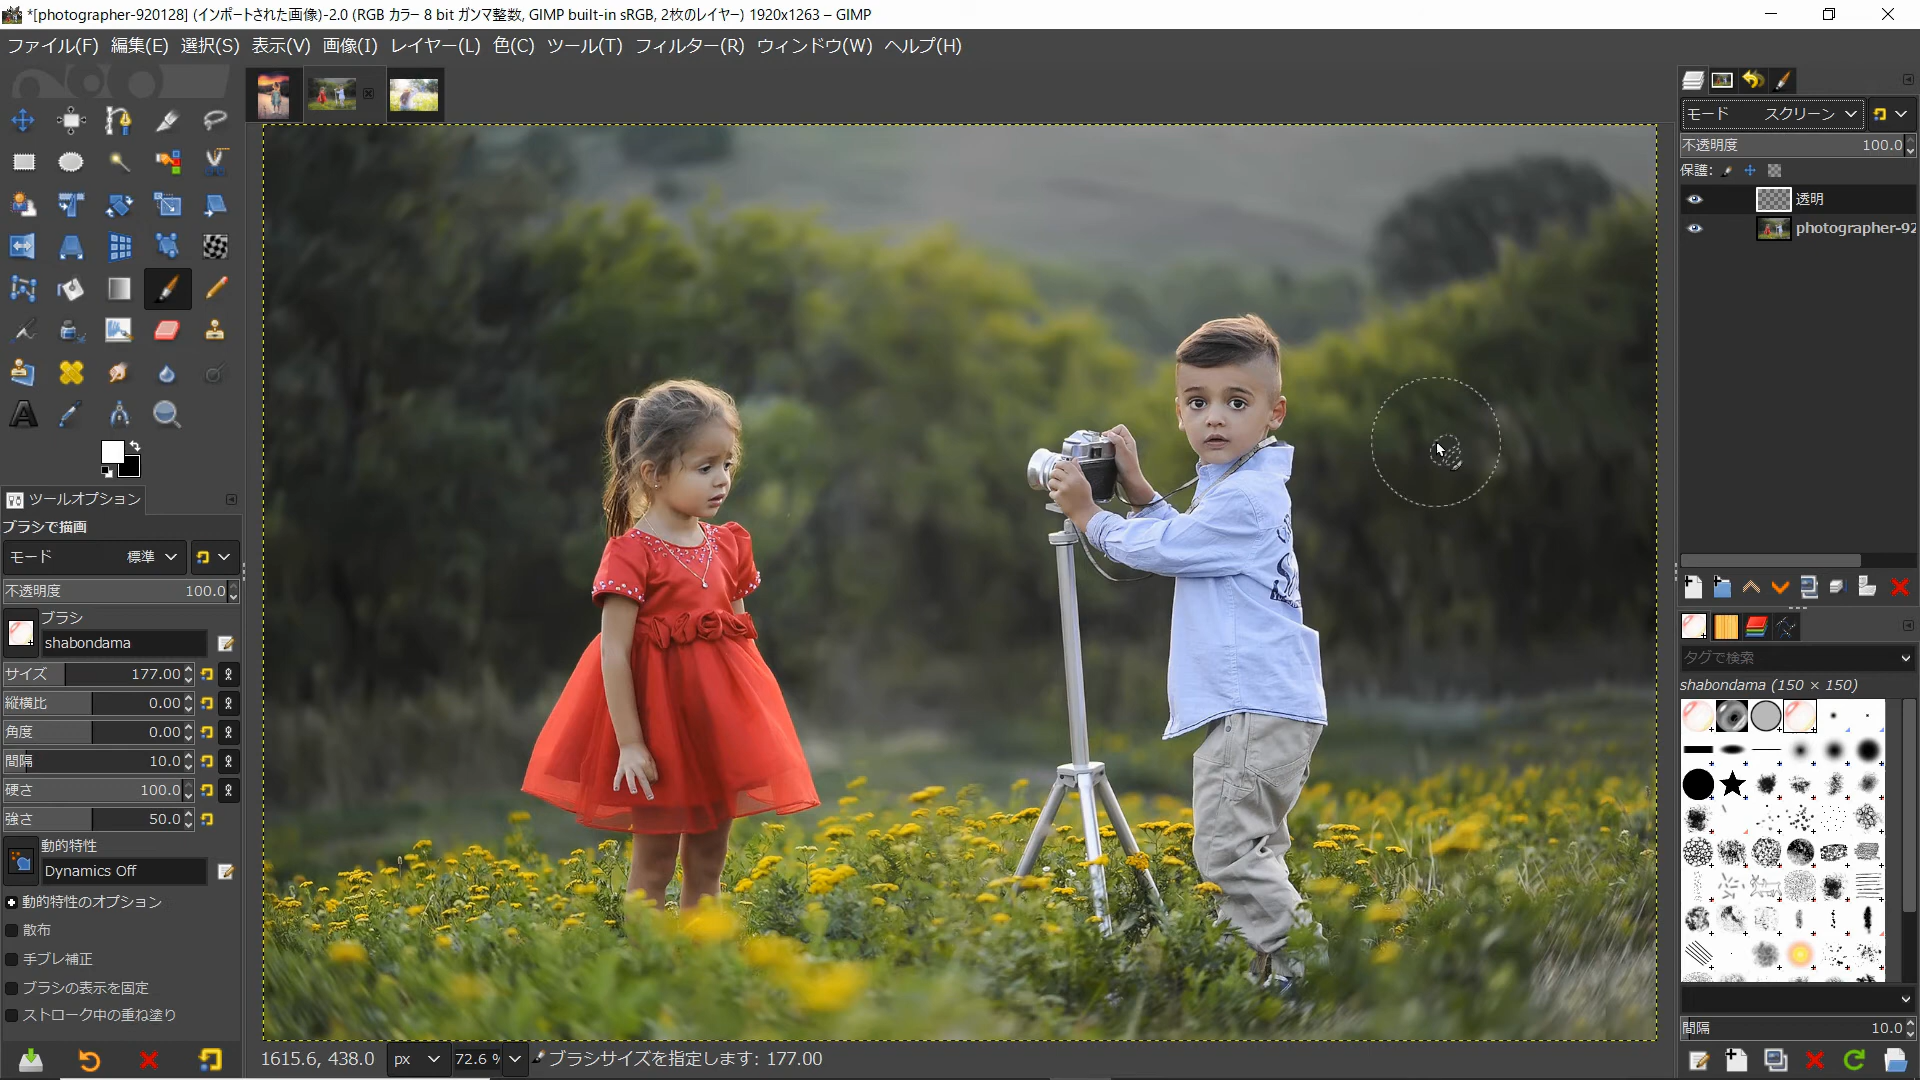 *[photographer-920128] (インポートされた画像)-2.0 (RGB カラー 8 bit ガンマ整数, GIMP built-in sRGB, 2枚のレイヤー) 1920x1263 – GIMP
ファイル(F) 編集(E) 選択(S) 表示(V) 画像(I) レイヤー(L) 色(C) ツール(T) フィルター(R) ウィンドウ(W) ヘルプ(H)
モード スクリーン
不透明度 100.0
保護:
透明
photographer-92
ツールオプション
ブラシで描画
モード 標準
不透明度 100.0
ブラシ
shabondama
サイズ 177.00
縦横比 0.00
角度 0.00
間隔 10.0
硬さ 100.0
強さ 50.0
動的特性
Dynamics Off
動的特性のオプション
散布
手ブレ補正
ブラシの表示を固定
ストローク中の重ね塗り
タグで検索
shabondama (150 × 150)
間隔 10.0
1615.6, 438.0 px 72.6 % ブラシサイズを指定します: 177.00